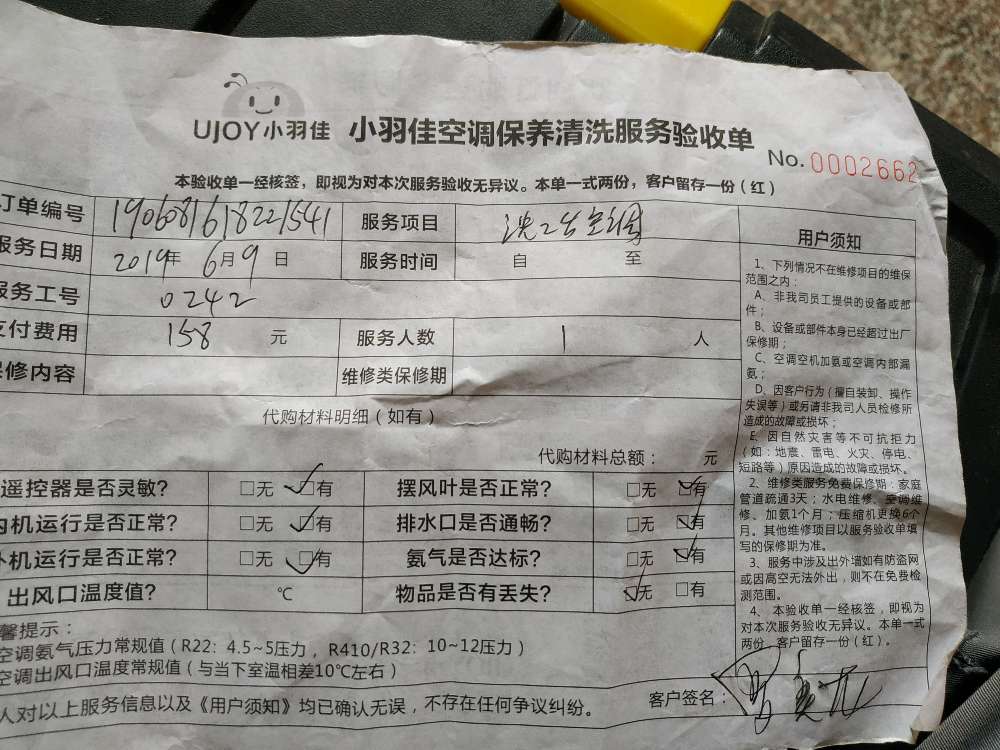 UJOY小羽佳 小羽佳空调保养清洗服务验收单
No. 0002662
本验收单一经核签，即视为对本次服务验收无异议。本单一式两份，客户留存一份（红）
订单编号 1906081618221541 服务项目 洗2台空调
服务日期 2019年 6月9日 服务时间 自 至
服务工号 0242
支付费用 158 元 服务人数 1 人
保修内容 维修类保修期
代购材料明细（如有）
代购材料总额： 元
遥控器是否灵敏？ □无 □有 摆风叶是否正常？ □无 □有
内机运行是否正常？ □无 □有 排水口是否通畅？ □无 □有
外机运行是否正常？ □无 □有 氨气是否达标？ □无 □有
出风口温度值？ ℃ 物品是否有丢失？ □无 □有
馨提示：
空调氨气压力常规值（R22: 4.5~5压力 , R410/R32: 10~12压力）
空调出风口温度常规值（与当下室温相差10℃左右）
人对以上服务信息以及《用户须知》均已确认无误，不存在任何争议纠纷。
客户签名：
用户须知
1、下列情况不在维修项目的维保
范围之内：
A、非我司员工提供的设备或部
件；
B、设备或部件本身已经超过出厂
保修期；
C、空调空机加氨或空调内部漏
氨；
D、因客户行为（擅自装卸、操作
失误等）或另请非我司人员检修所
造成的故障或损坏；
E、因自然灾害等不可抗拒力
（如：地震、雷电、火灾、停电、
短路等）原因造成的故障或损坏。
2、维修类服务免费保修期：家庭
管道疏通3天；水电维修、空调维
修、加氨1个月；压缩机更换6个
月。其他维修项目以服务验收单填
写的保修期为准。
3、服务中涉及出外墙如有防盗网
或因高空无法外出，则不在免费检
测范围。
4、本验收单一经核签，即视为
对本次服务验收无异议。本单一式
两份，客户留存一份（红）。